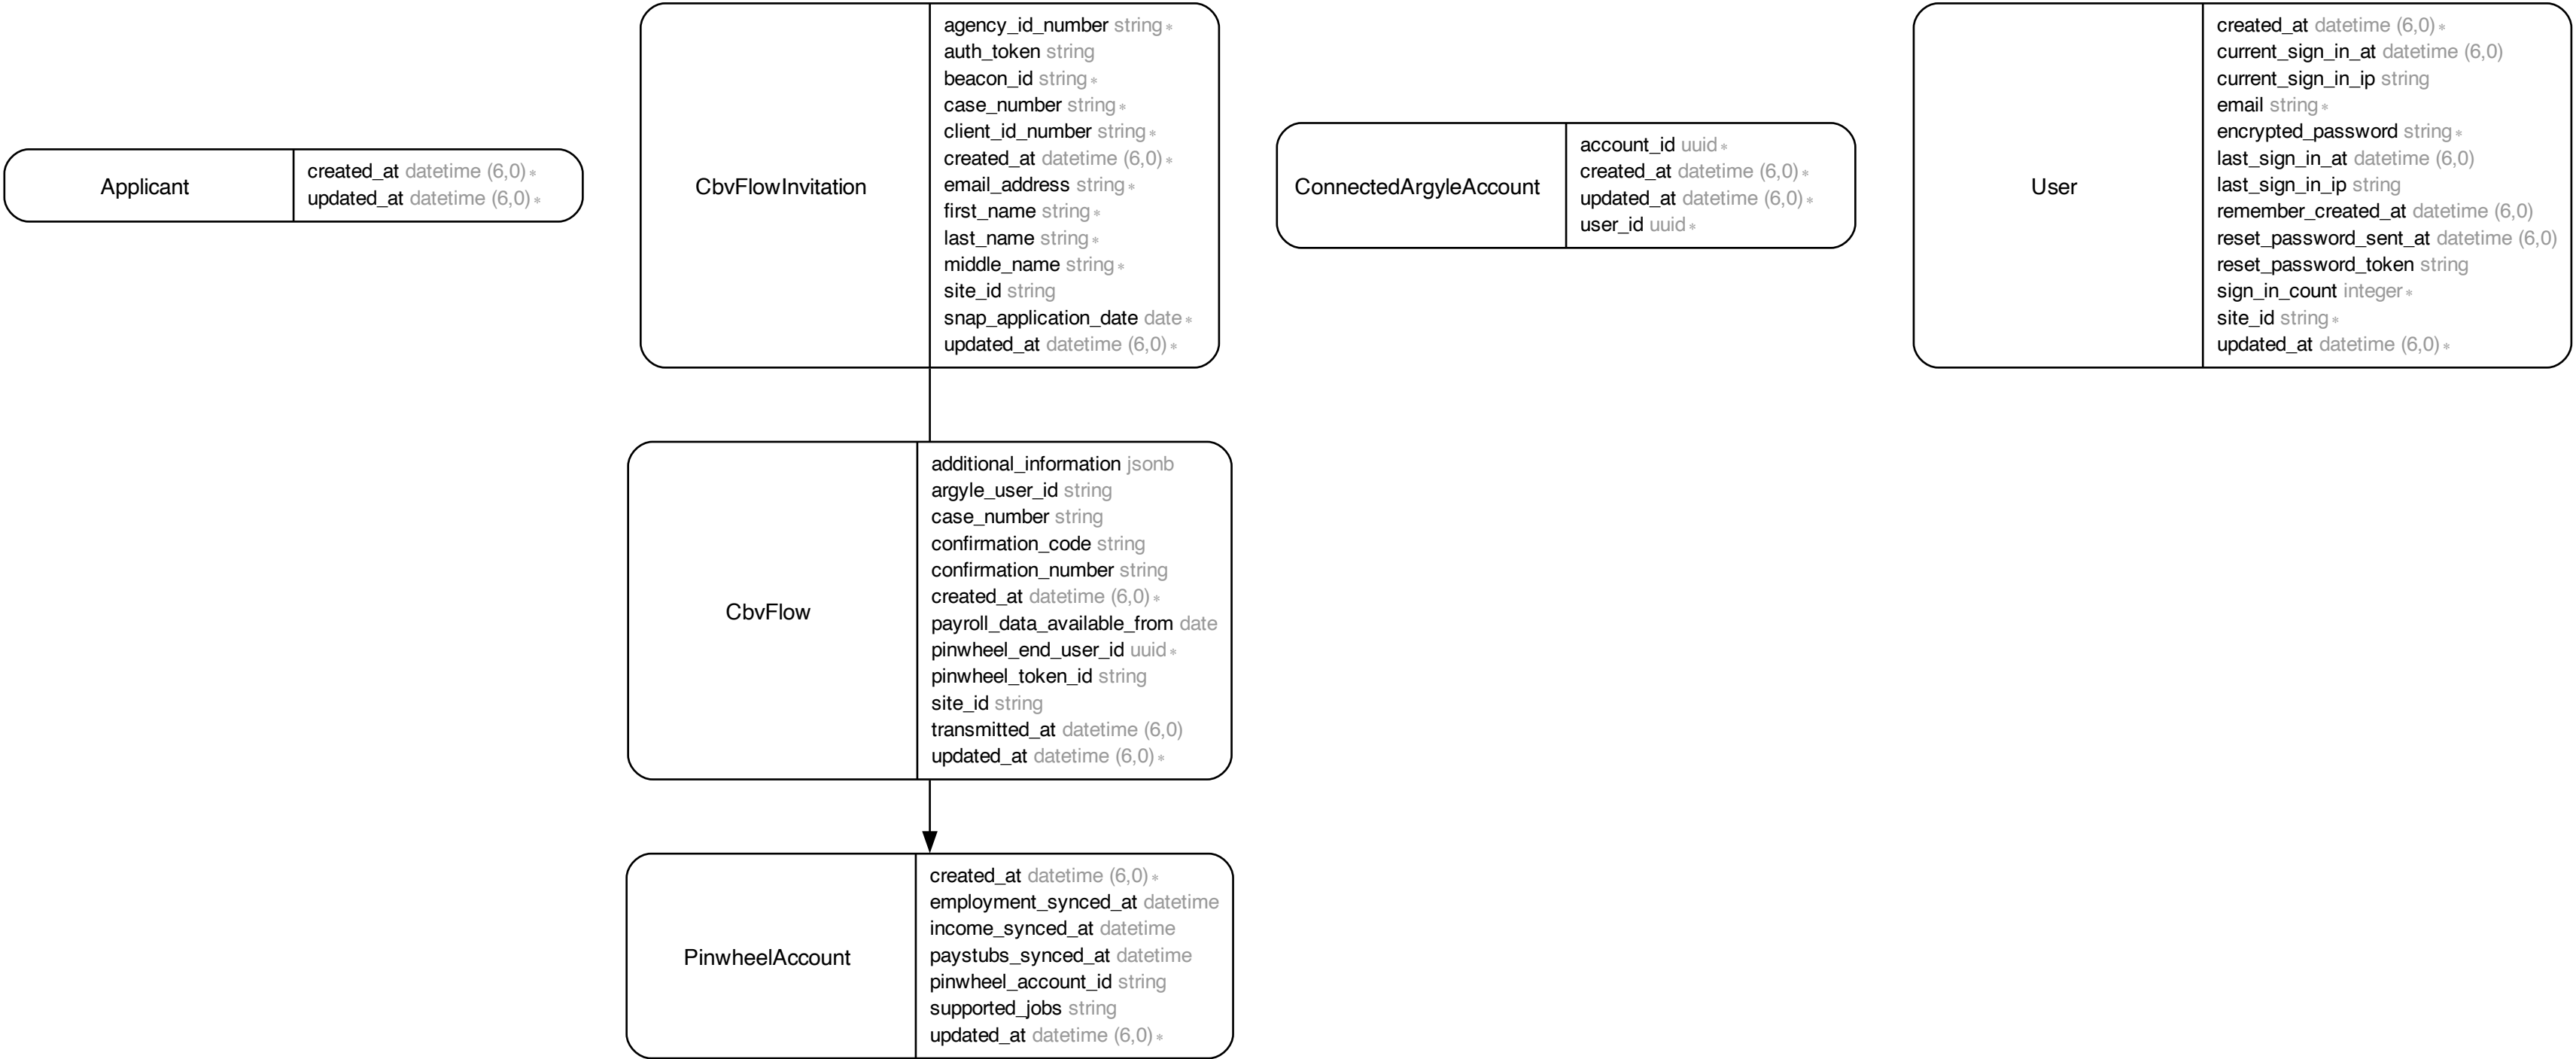 Applicant
created_at datetime (6,0) *
updated_at datetime (6,0) *
CbvFlowInvitation
agency_id_number string *
auth_token string
beacon_id string *
case_number string *
client_id_number string *
created_at datetime (6,0) *
email_address string *
first_name string *
last_name string *
middle_name string *
site_id string
snap_application_date date *
updated_at datetime (6,0) *
ConnectedArgyleAccount
account_id uuid *
created_at datetime (6,0) *
updated_at datetime (6,0) *
user_id uuid *
User
created_at datetime (6,0) *
current_sign_in_at datetime (6,0)
current_sign_in_ip string
email string *
encrypted_password string *
last_sign_in_at datetime (6,0)
last_sign_in_ip string
remember_created_at datetime (6,0)
reset_password_sent_at datetime (6,0)
reset_password_token string
sign_in_count integer *
site_id string *
updated_at datetime (6,0) *
CbvFlow
additional_information jsonb
argyle_user_id string
case_number string
confirmation_code string
confirmation_number string
created_at datetime (6,0) *
payroll_data_available_from date
pinwheel_end_user_id uuid *
pinwheel_token_id string
site_id string
transmitted_at datetime (6,0)
updated_at datetime (6,0) *
PinwheelAccount
created_at datetime (6,0) *
employment_synced_at datetime
income_synced_at datetime
paystubs_synced_at datetime
pinwheel_account_id string
supported_jobs string
updated_at datetime (6,0) *